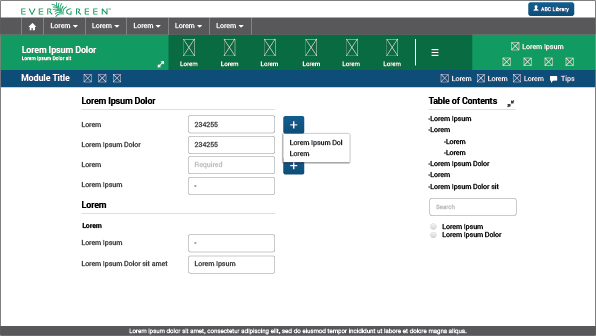 EVERGREEN
ABC Library
Lorem Lorem Lorem Lorem Lorem
Lorem Ipsum Dolor
Lorem Ipsum Dolor sit
Lorem Lorem Lorem Lorem Lorem Lorem
Lorem Ipsum
Module Title
Lorem Lorem Lorem Tips
Lorem Ipsum Dolor
Lorem 234255
Lorem Ipsum Dolor 234255
Lorem Ipsum Dol
Lorem
Lorem Required
Lorem Ipsum -
Lorem
Lorem
Lorem Ipsum -
Lorem Ipsum Dolor sit amet Lorem Ipsum
Table of Contents
-Lorem Ipsum
-Lorem
-Lorem
-Lorem
-Lorem Ipsum Dolor
-Lorem
-Lorem Ipsum Dolor sit
Search
Lorem Ipsum
Lorem Ipsum Dolor
Lorem ipsum dolor sit amet, consectetur adipiscing elit, sed do eiusmod tempor incididunt ut labore et dolore magna aliqua.